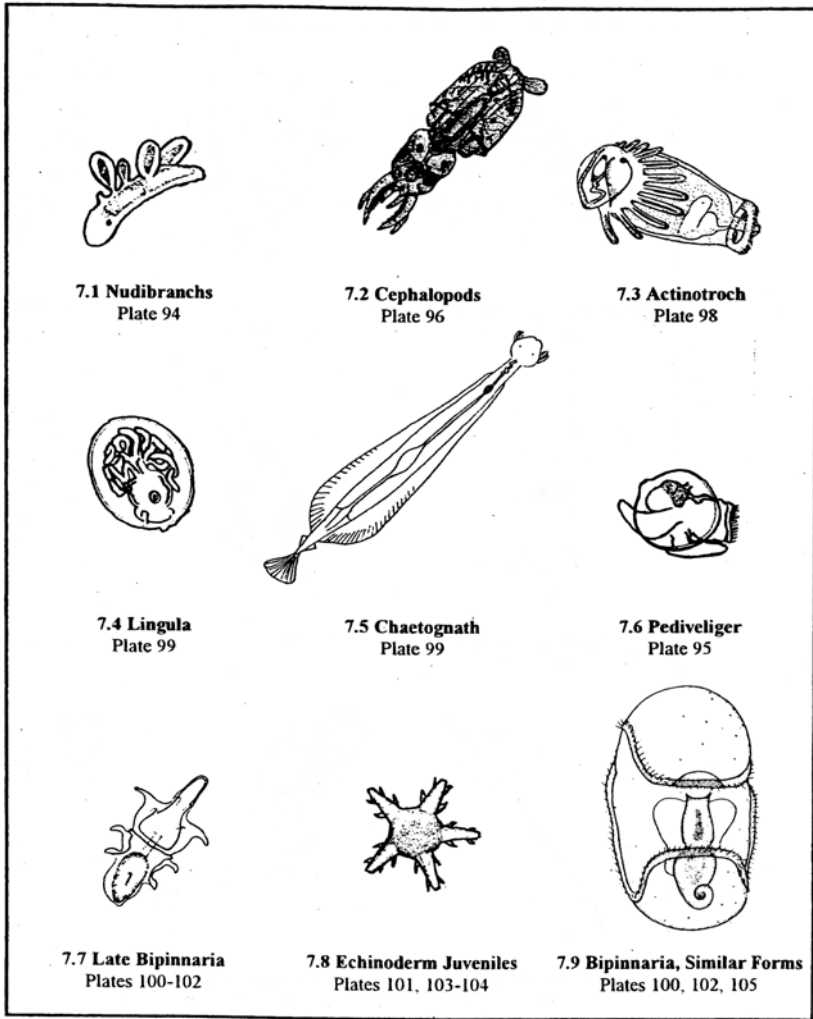 7.1 Nudibranchs
Plate 94
7.2 Cephalopods
Plate 96
7.3 Actinotroch
Plate 98
7.4 Lingula
Plate 99
7.5 Chaetognath
Plate 99
7.6 Pediveliger
Plate 95
7.7 Late Bipinnaria
Plates 100-102
7.8 Echinoderm Juveniles
Plates 101, 103-104
7.9 Bipinnaria, Similar Forms
Plates 100, 102, 105